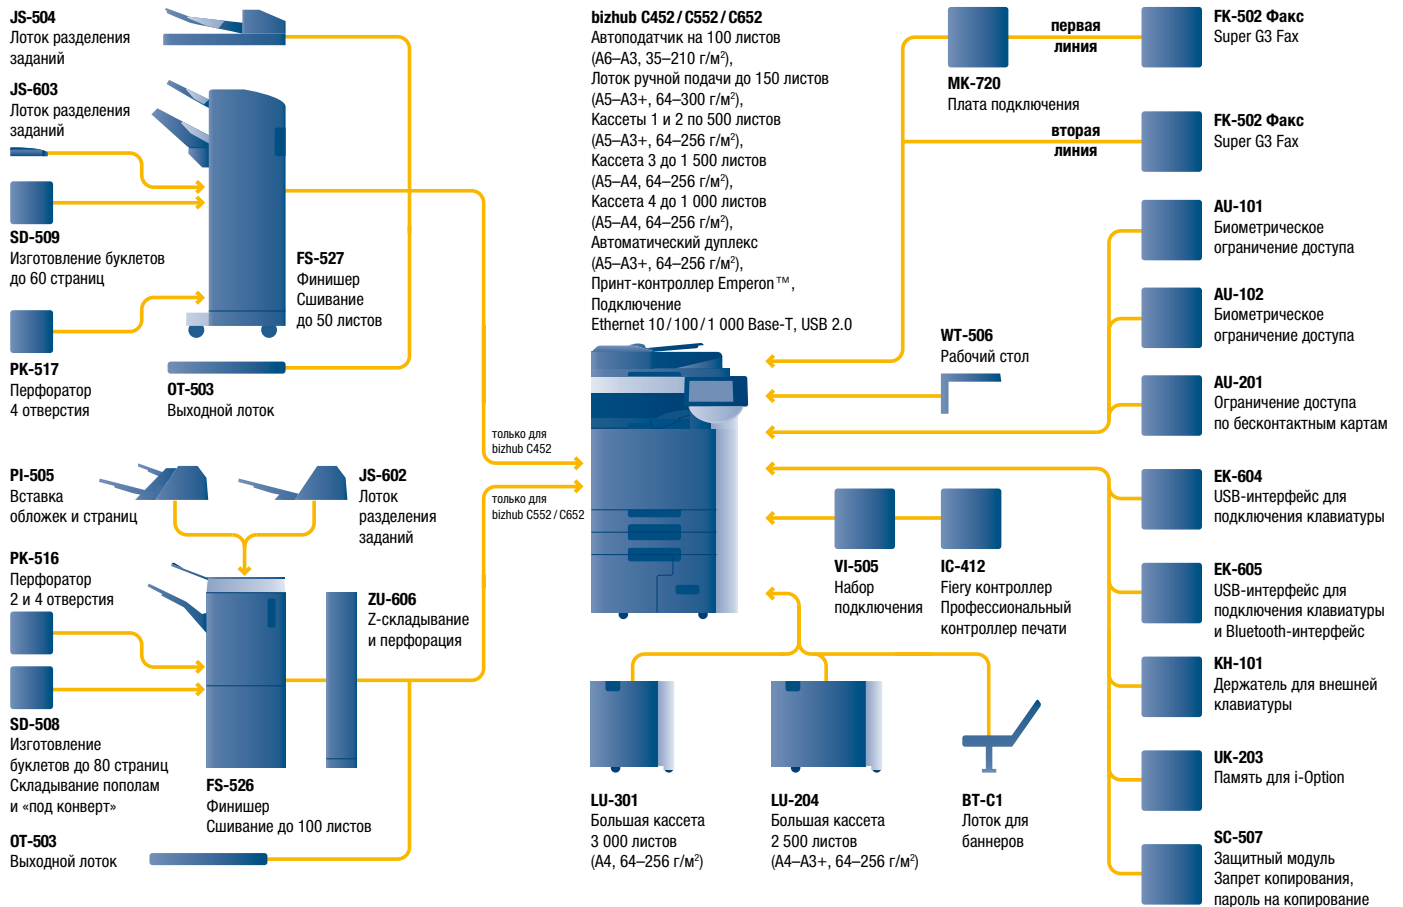 JS-504
Лоток разделения
заданий
JS-603
Лоток разделения
заданий
SD-509
Изготовление буклетов
до 60 страниц
FS-527
Финишер
Сшивание
до 50 листов
PK-517
Перфоратор
4 отверстия
OT-503
Выходной лоток
PI-505
Вставка
обложек и страниц
JS-602
Лоток
разделения
заданий
PK-516
Перфоратор
2 и 4 отверстия
ZU-606
Z-складывание
и перфорация
SD-508
Изготовление
буклетов до 80 страниц
Складывание пополам
и «под конверт»
FS-526
Финишер
Сшивание до 100 листов
OT-503
Выходной лоток
только для
bizhub C452
только для
bizhub C552 / C652
bizhub C452 / C552 / C652
Автоподатчик на 100 листов
(A6–A3, 35–210 г/м²),
Лоток ручной подачи до 150 листов
(A5–A3+, 64–300 г/м²),
Кассеты 1 и 2 по 500 листов
(A5–A3+, 64–256 г/м²),
Кассета 3 до 1 500 листов
(A5–A4, 64–256 г/м²),
Кассета 4 до 1 000 листов
(A5–A4, 64–256 г/м²),
Автоматический дуплекс
(A5–A3+, 64–256 г/м²),
Принт-контроллер Emperon™,
Подключение
Ethernet 10 / 100 / 1 000 Base-T, USB 2.0
MK-720
Плата подключения
первая
линия
вторая
линия
WT-506
Рабочий стол
VI-505
Набор
подключения
IC-412
Fiery контроллер
Профессиональный
контроллер печати
LU-301
Большая кассета
3 000 листов
(A4, 64–256 г/м²)
LU-204
Большая кассета
2 500 листов
(A4–A3+, 64–256 г/м²)
BT-C1
Лоток для
баннеров
FK-502 Факс
Super G3 Fax
FK-502 Факс
Super G3 Fax
AU-101
Биометрическое
ограничение доступа
AU-102
Биометрическое
ограничение доступа
AU-201
Ограничение доступа
по бесконтактным картам
EK-604
USB-интерфейс для
подключения клавиатуры
EK-605
USB-интерфейс для
подключения клавиатуры
и Bluetooth-интерфейс
KH-101
Держатель для внешней
клавиатуры
UK-203
Память для i-Option
SC-507
Защитный модуль
Запрет копирования,
пароль на копирование